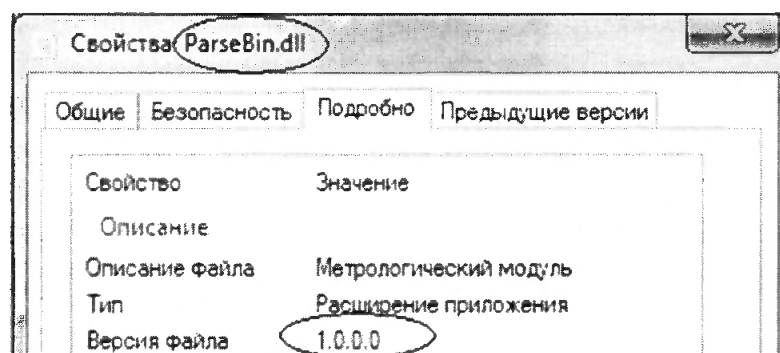 Свойства: ParseBin.dll
Общие Безопасность Подробно Предыдущие версии
Свойство Значение
Описание
Описание файла Метрологический модуль
Тип Расширение приложения
Версия файла 1.0.0.0